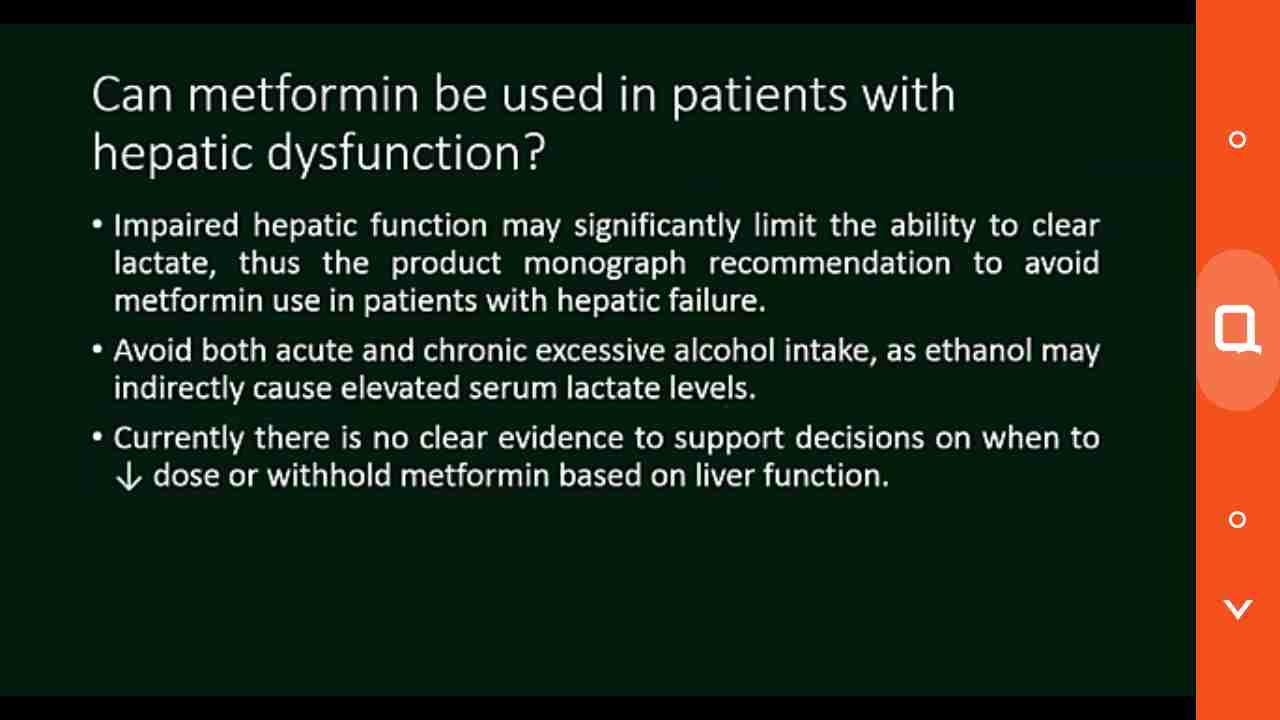 Can metformin be used in patients with
hepatic dysfunction?
• Impaired hepatic function may significantly limit the ability to clear
lactate, thus the product monograph recommendation to avoid
metformin use in patients with hepatic failure.
• Avoid both acute and chronic excessive alcohol intake, as ethanol may
indirectly cause elevated serum lactate levels.
• Currently there is no clear evidence to support decisions on when to
↓ dose or withhold metformin based on liver function.